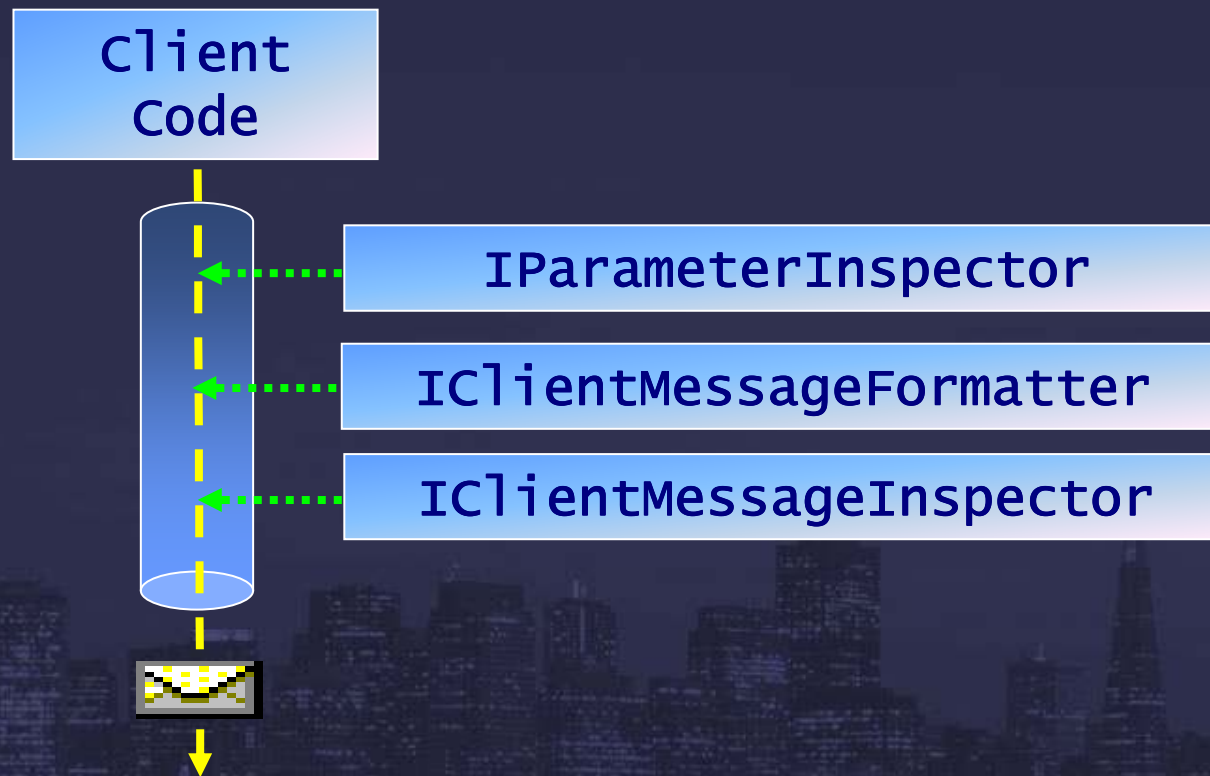 Client
Code
IParameterInspector
IClientMessageFormatter
IClientMessageInspector